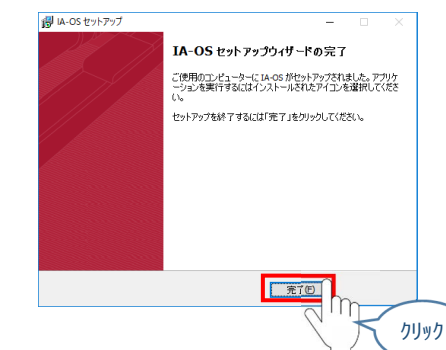 IA-OS セットアップ
IA-OS セットアップウィザードの完了
ご使用のコンピューターに IA-OS がセットアップされました。アプリケ
ーションを実行するにはインストールされたアイコンを選択してくださ
い。
セットアップを終了するには「完了」をクリックしてください。
完了(F)
クリック